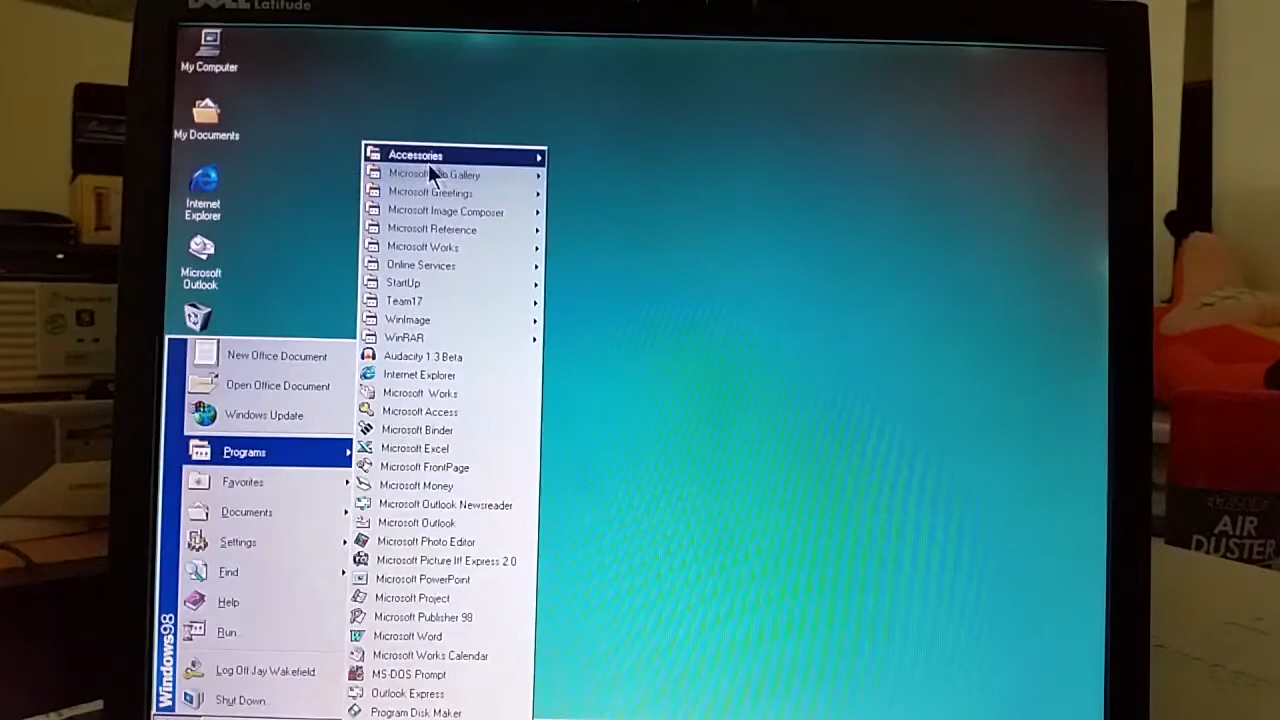 DELL Latitude
My Computer
My Documents
Internet
Explorer
Microsoft
Outlook
New Office Document
Open Office Document
Windows Update
Programs
Favorites
Documents
Settings
Find
Help
Run...
Log Off Jay Wakefield...
Shut Down...
Windows98
Accessories
Microsoft Gallery
Microsoft Greetings
Microsoft Image Composer
Microsoft Reference
Microsoft Works
Online Services
StartUp
Team17
WinImage
WinRAR
Audacity 1.3 Beta
Internet Explorer
Microsoft Works
Microsoft Access
Microsoft Binder
Microsoft Excel
Microsoft FrontPage
Microsoft Money
Microsoft Outlook Newsreader
Microsoft Outlook
Microsoft Photo Editor
Microsoft Picture It! Express 2.0
Microsoft PowerPoint
Microsoft Project
Microsoft Publisher 98
Microsoft Word
Microsoft Works Calendar
MS-DOS Prompt
Outlook Express
Program Disk Maker
AIR
DUSTER